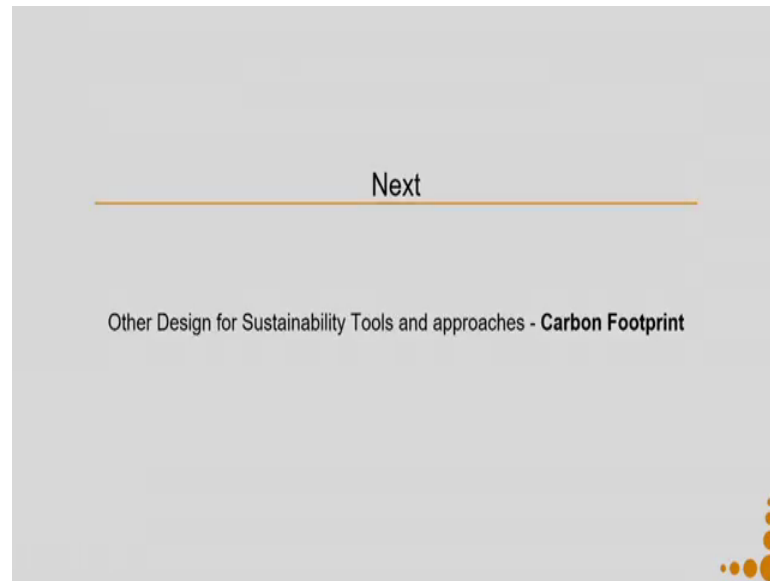 Next
Other Design for Sustainability Tools and approaches - Carbon Footprint